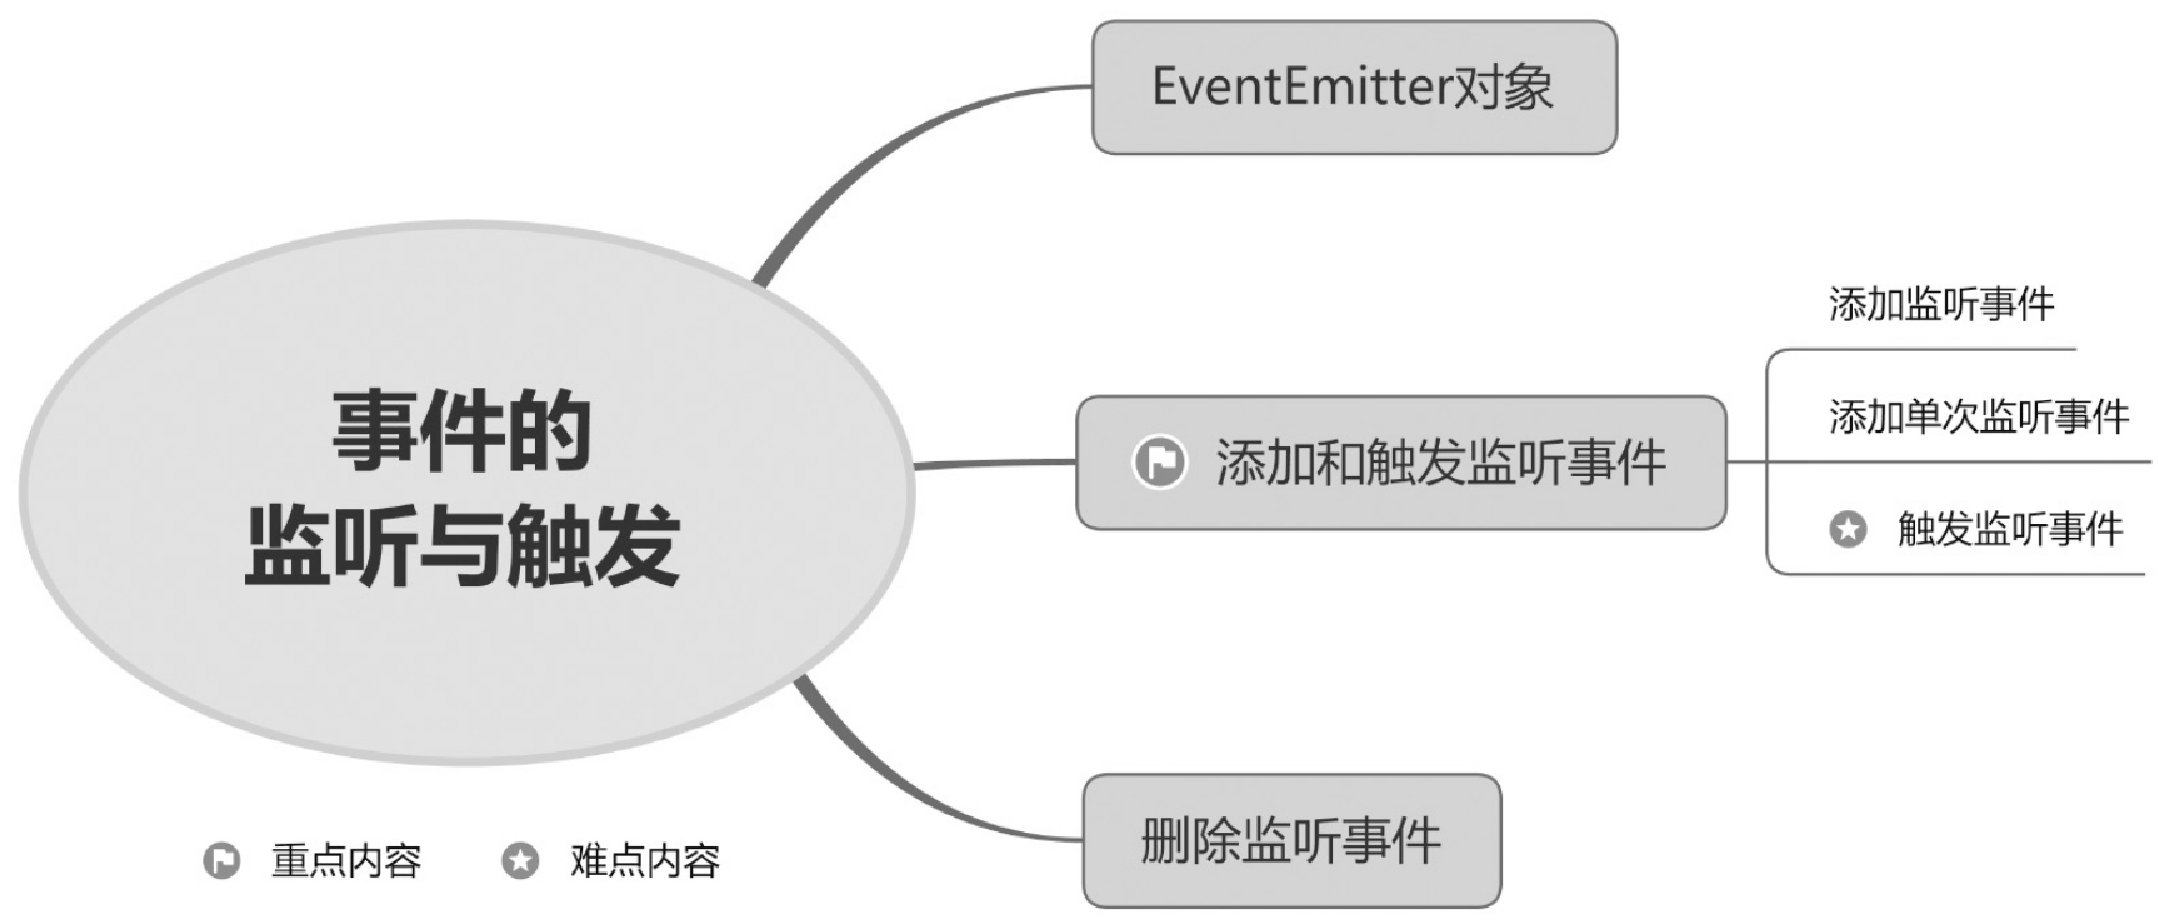 EventEmitter对象
添加监听事件
事件的
添加单次监听事件
添加和触发监听事件
监听与触发
触发监听事件
删除监听事件
重点内容
难点内容